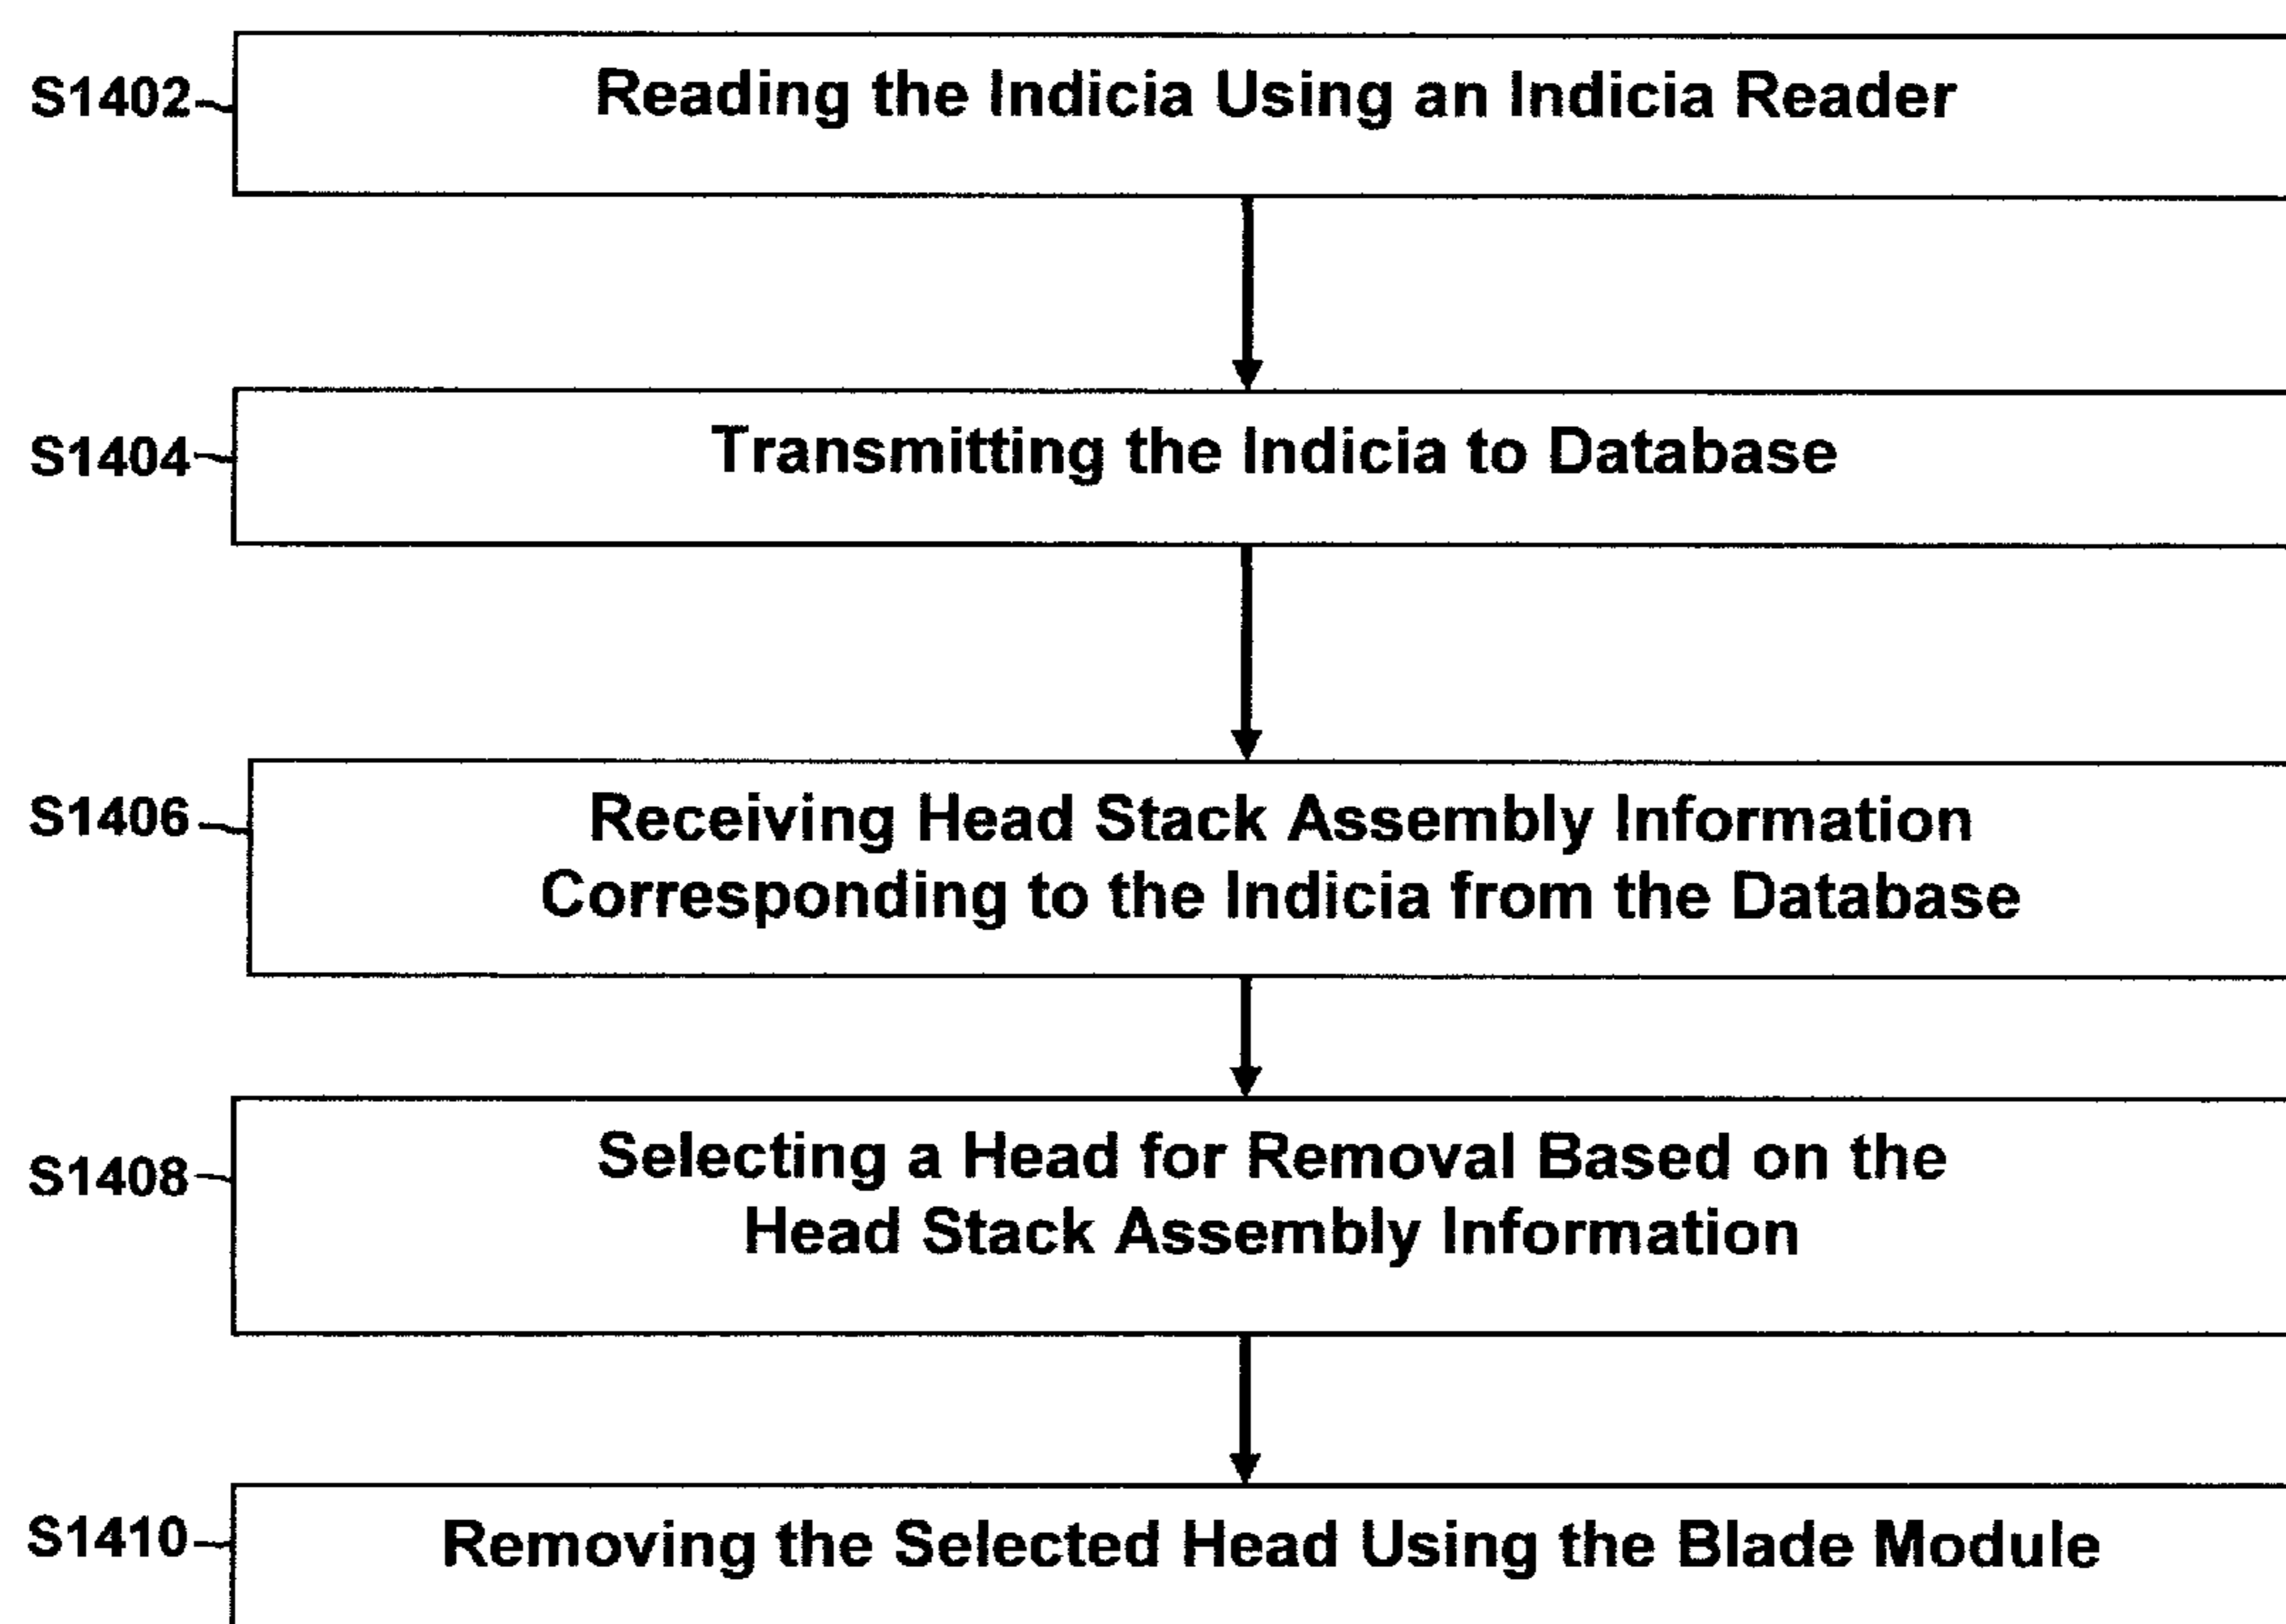 S1402
Reading the Indicia Using an Indicia Reader
S1404
Transmitting the Indicia to Database
S1406
Receiving Head Stack Assembly Information
Corresponding to the Indicia from the Database
S1408
Selecting a Head for Removal Based on the
Head Stack Assembly Information
S1410
Removing the Selected Head Using the Blade Module